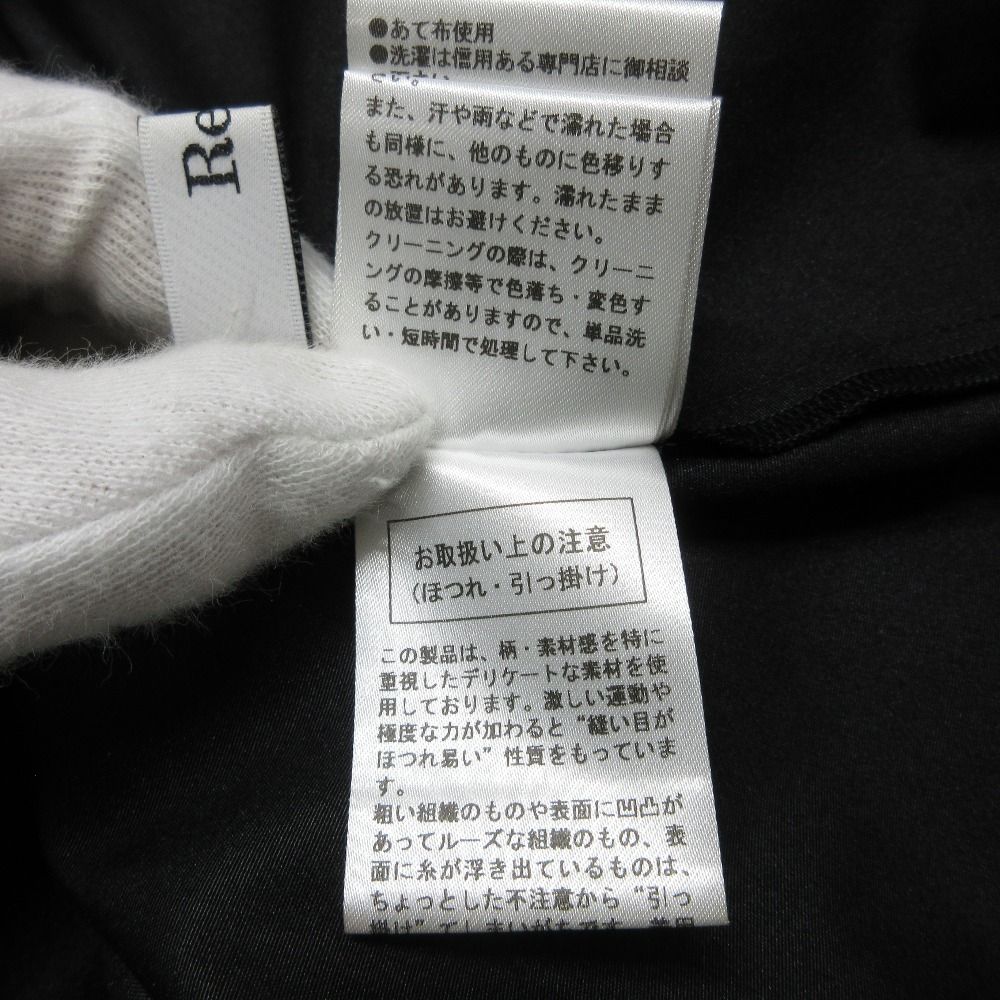 ●あて布使用
●洗濯は信用ある専門店に御相談
また、汗や雨などで濡れた場合
も同様に、他のものに色移りす
る恐れがあります。濡れたまま
の放置はお避けください。
クリーニングの際は、クリーニ
ングの摩擦等で色落ち・変色す
ることがありますので、単品洗
い・短時間で処理して下さい。
Re
お取扱い上の注意
(ほつれ・引っ掛け)
この製品は、柄・素材感を特に
重視したデリケートな素材を使
用しております。激しい運動や
極度な力が加わると“縫い目が
ほつれ易い”性質をもっていま
す。
粗い組織のものや表面に凹凸が
あってルーズな組織のもの、表
面に糸が浮き出ているものは、
ちょっとした不注意から“引っ
掛け”てしまいがちです。着用